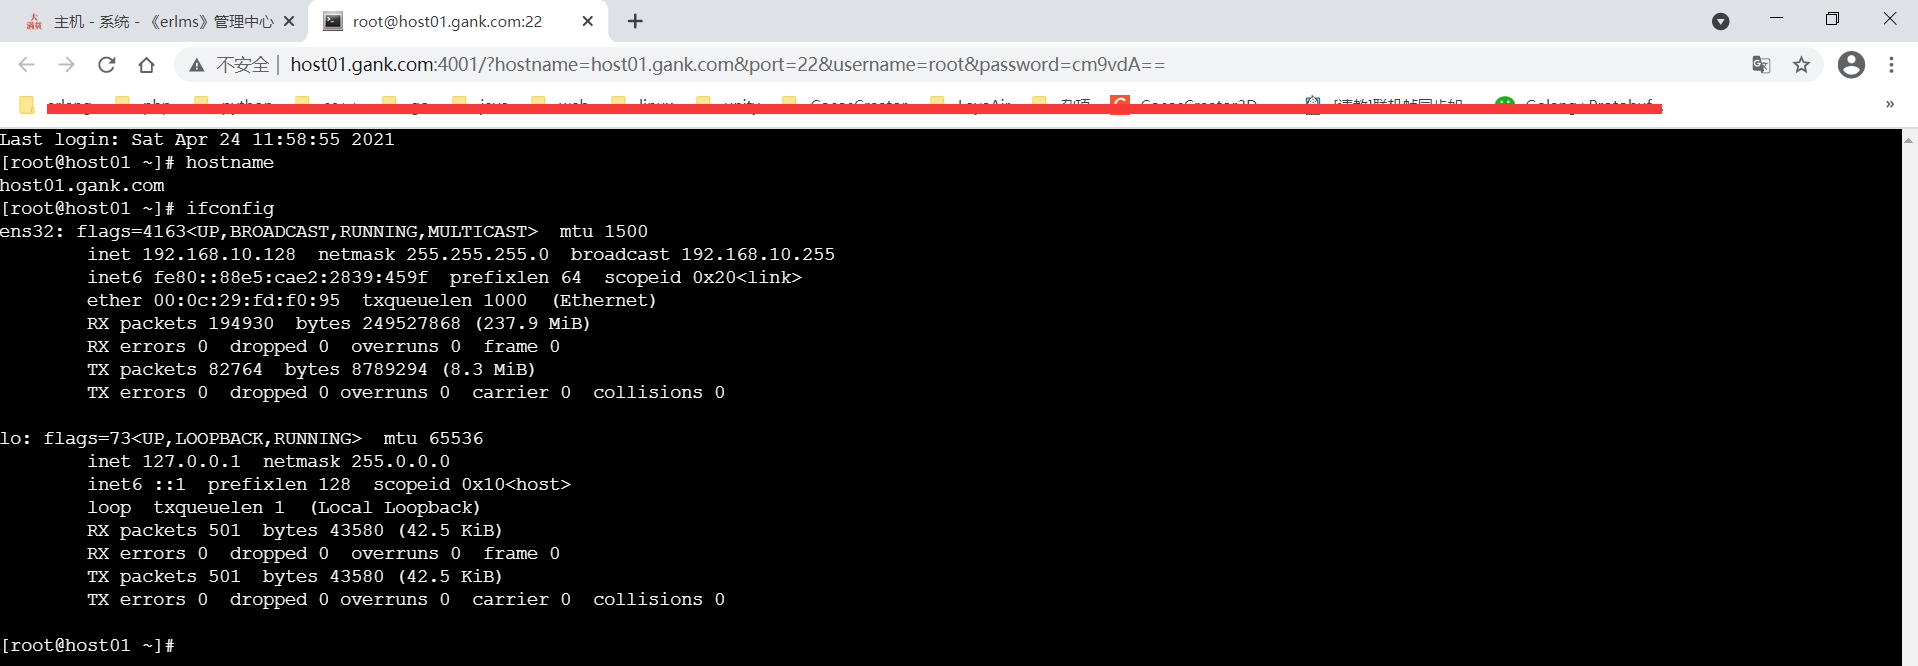 主机 - 系统 - 《erlms》管理中心
root@host01.gank.com:22
不安全 | host01.gank.com:4001/?hostname=host01.gank.com&port=22&username=root&password=cm9vdA==
»
Last login: Sat Apr 24 11:58:55 2021
[root@host01 ~]# hostname
host01.gank.com
[root@host01 ~]# ifconfig
ens32: flags=4163<UP,BROADCAST,RUNNING,MULTICAST>  mtu 1500
        inet 192.168.10.128  netmask 255.255.255.0  broadcast 192.168.10.255
        inet6 fe80::88e5:cae2:2839:459f  prefixlen 64  scopeid 0x20<link>
        ether 00:0c:29:fd:f0:95  txqueuelen 1000  (Ethernet)
        RX packets 194930  bytes 249527868 (237.9 MiB)
        RX errors 0  dropped 0  overruns 0  frame 0
        TX packets 82764  bytes 8789294 (8.3 MiB)
        TX errors 0  dropped 0 overruns 0  carrier 0  collisions 0
lo: flags=73<UP,LOOPBACK,RUNNING>  mtu 65536
        inet 127.0.0.1  netmask 255.0.0.0
        inet6 ::1  prefixlen 128  scopeid 0x10<host>
        loop  txqueuelen 1  (Local Loopback)
        RX packets 501  bytes 43580 (42.5 KiB)
        RX errors 0  dropped 0  overruns 0  frame 0
        TX packets 501  bytes 43580 (42.5 KiB)
        TX errors 0  dropped 0 overruns 0  carrier 0  collisions 0
[root@host01 ~]#